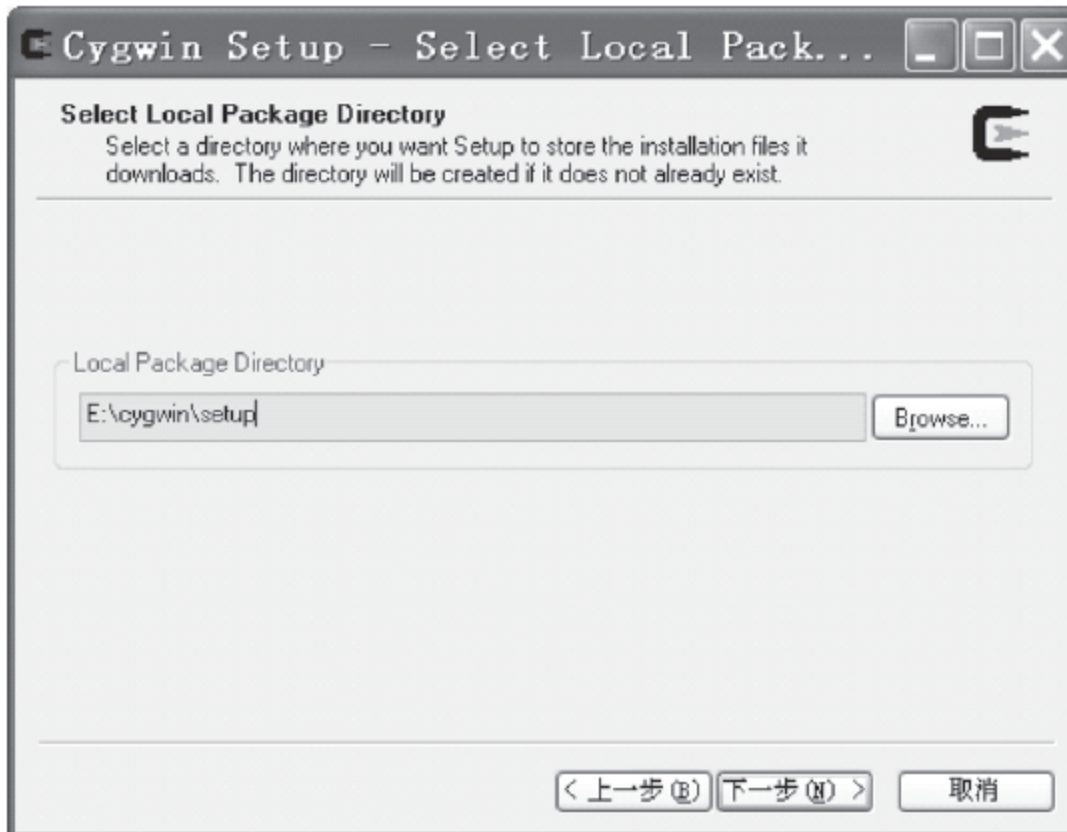 Cygwin Setup - Select Local Pack...
Select Local Package Directory
Select a directory where you want Setup to store the installation files it
downloads.  The directory will be created if it does not already exist.
Local Package Directory
E:\cygwin\setup
Browse...
< 上一步(B)
下一步(N) >
取消